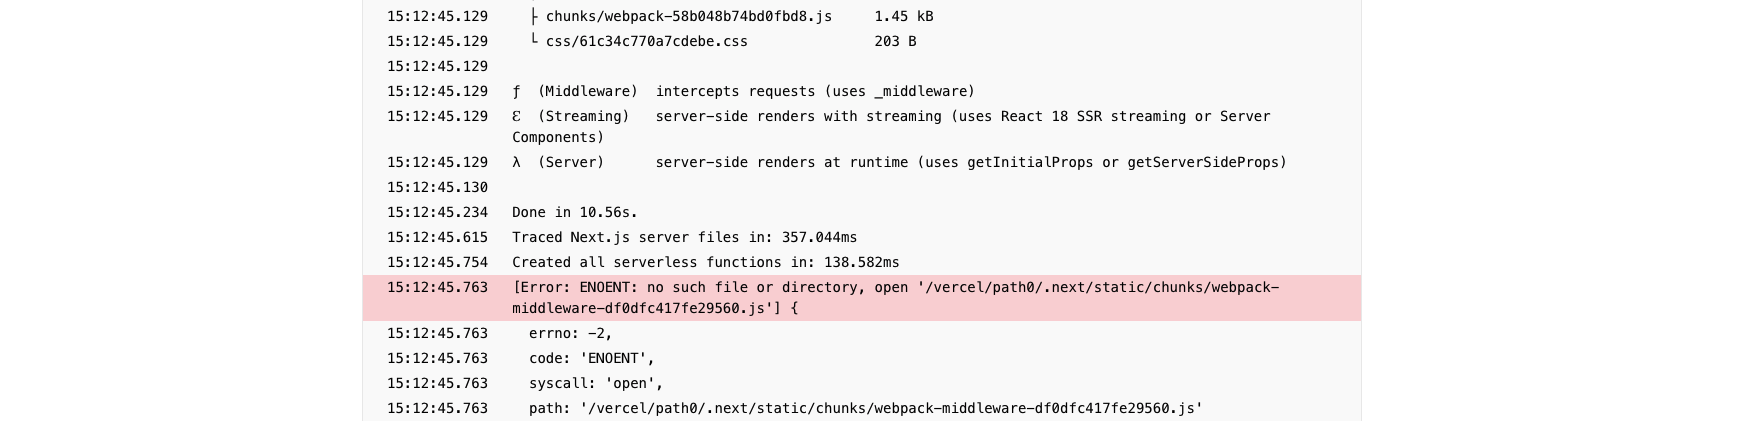 15:12:45.129 ├ chunks/webpack-58b048b74bd0fbd8.js 1.45 kB
15:12:45.129 └ css/61c34c770a7cdebe.css 203 B
15:12:45.129
15:12:45.129 ƒ (Middleware) intercepts requests (uses _middleware)
15:12:45.129 ℇ (Streaming) server-side renders with streaming (uses React 18 SSR streaming or Server
Components)
15:12:45.129 λ (Server) server-side renders at runtime (uses getInitialProps or getServerSideProps)
15:12:45.130
15:12:45.234 Done in 10.56s.
15:12:45.615 Traced Next.js server files in: 357.044ms
15:12:45.754 Created all serverless functions in: 138.582ms
15:12:45.763 [Error: ENOENT: no such file or directory, open '/vercel/path0/.next/static/chunks/webpack-
middleware-df0dfc417fe29560.js'] {
15:12:45.763 errno: -2,
15:12:45.763 code: 'ENOENT',
15:12:45.763 syscall: 'open',
15:12:45.763 path: '/vercel/path0/.next/static/chunks/webpack-middleware-df0dfc417fe29560.js'